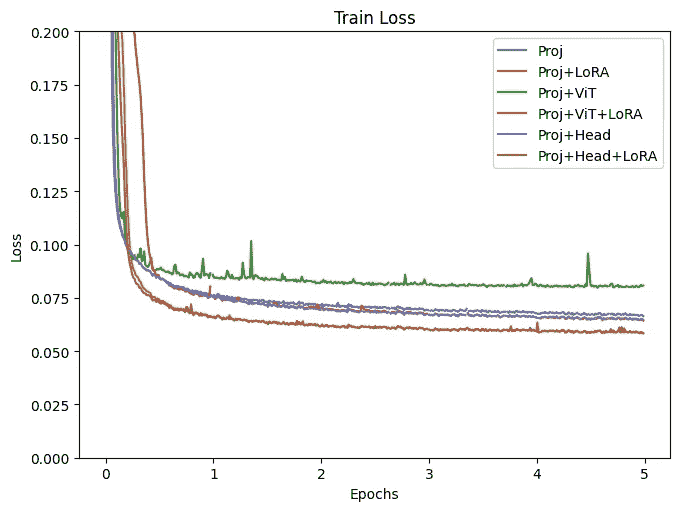 Train Loss
0.200
0.175
0.150
0.125
0.100
0.075
0.050
0.025
0.000
Loss
Proj
Proj+LoRA
Proj+ViT
Proj+ViT+LoRA
Proj+Head
Proj+Head+LoRA
0 1 2 3 4 5
Epochs